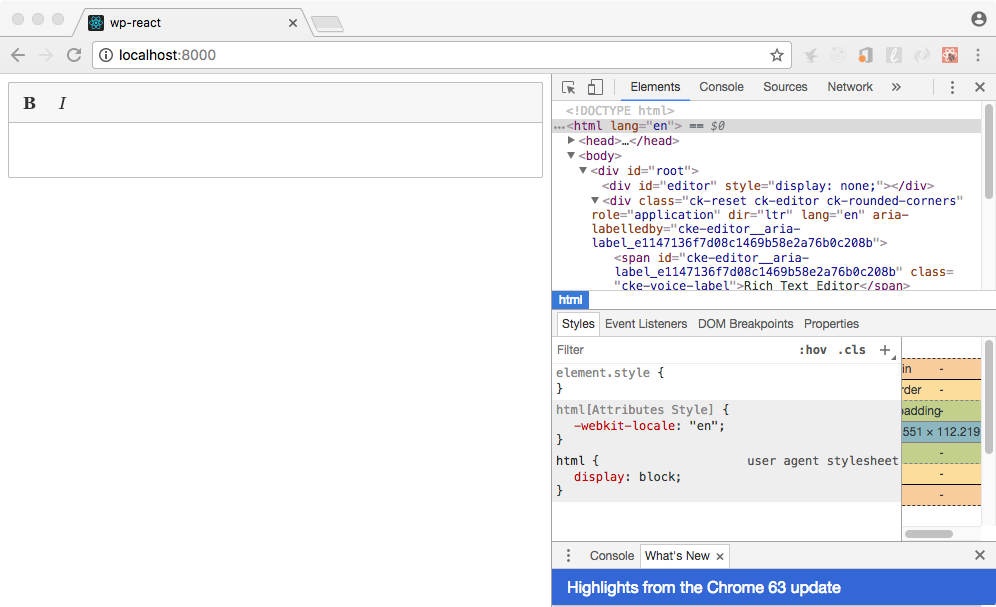 wp-react
localhost:8000
B I
Elements Console Sources Network »
<!DOCTYPE html>
…<html lang="en"> == $0
<head>…</head>
<body>
<div id="root">
<div id="editor" style="display: none;"></div>
<div class="ck-reset ck-editor ck-rounded-corners"
role="application" dir="ltr" lang="en" aria-
labelledby="cke-editor__aria-
label_e1147136f7d08c1469b58e2a76b0c208b">
<span id="cke-editor__aria-
label_e1147136f7d08c1469b58e2a76b0c208b" class=
"cke-voice-label">Rich Text Editor</span>
html
Styles Event Listeners DOM Breakpoints Properties
Filter :hov .cls +
element.style {
}
html[Attributes Style] {
-webkit-locale: "en";
}
html { user agent stylesheet
display: block;
}
in -
rder -
padding-
551 × 112.219
-
-
-
Console What's New
Highlights from the Chrome 63 update